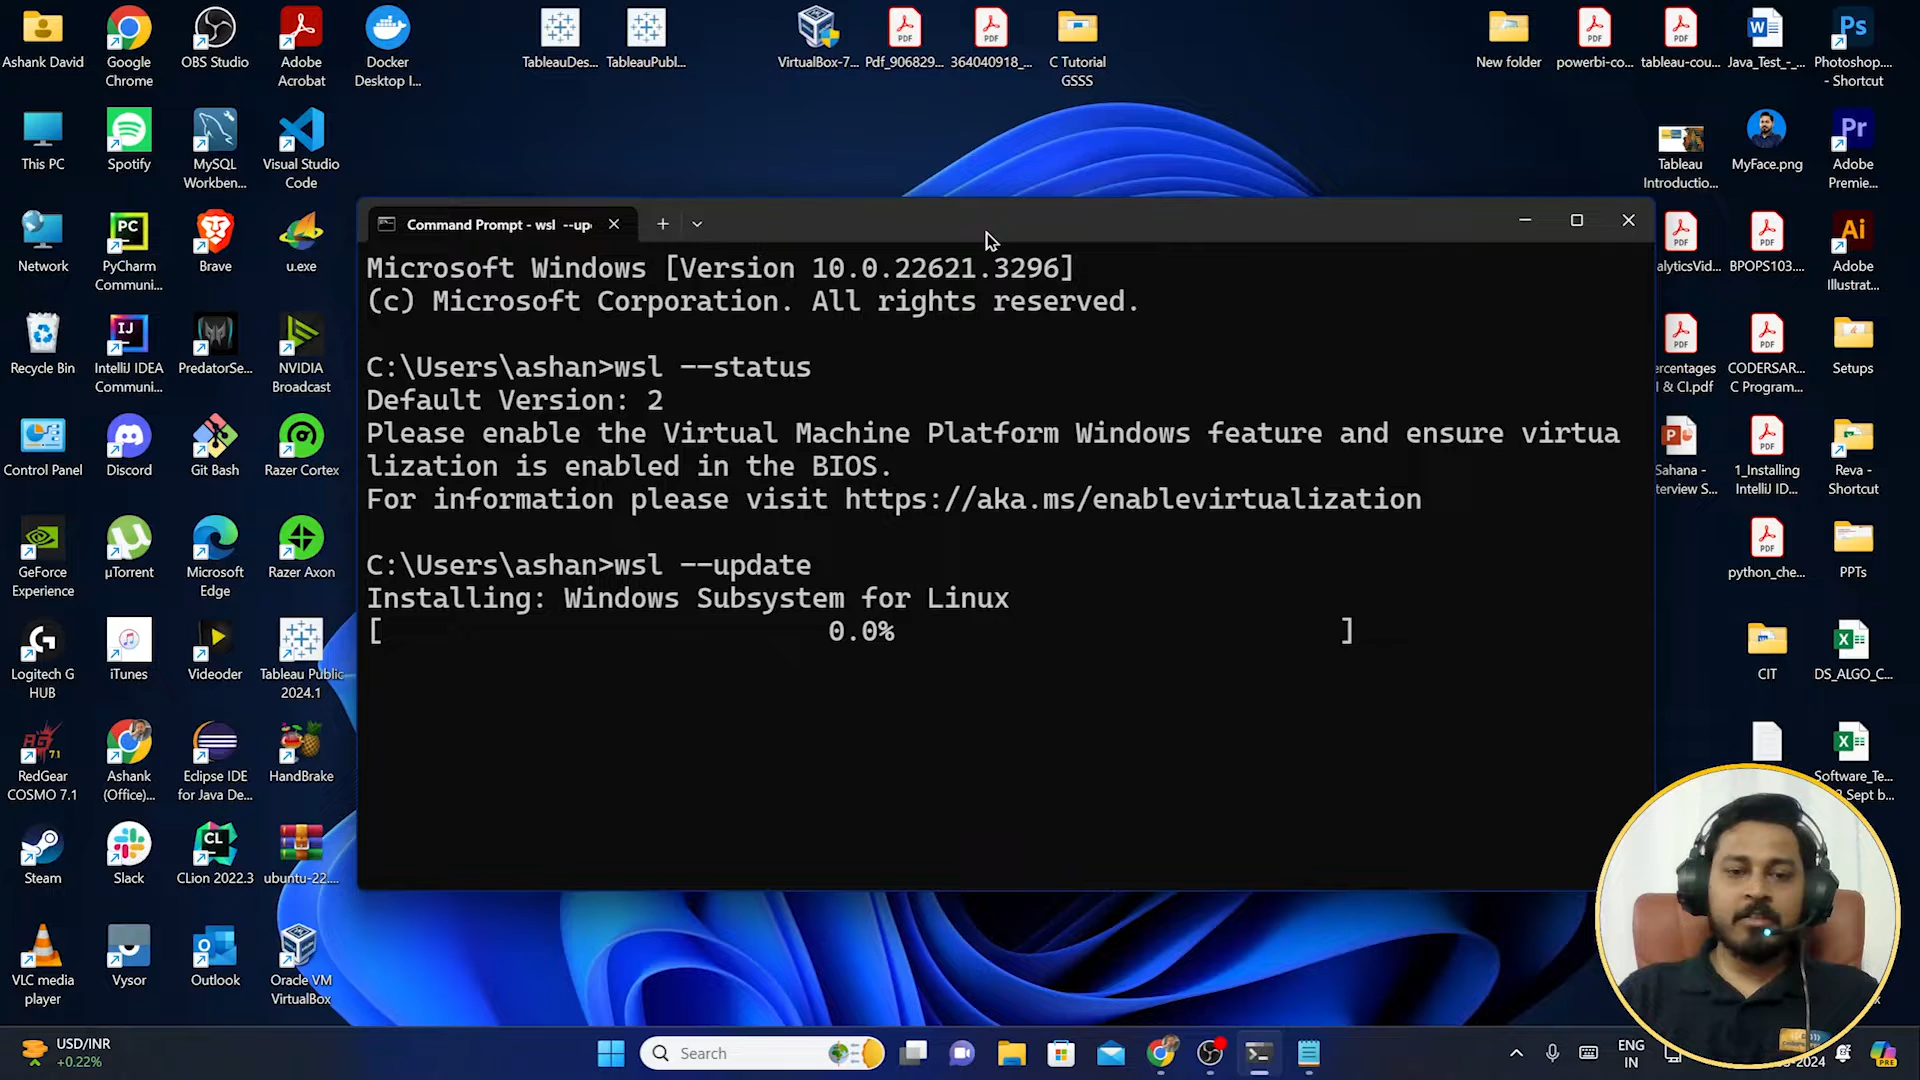 Ashank David
Google
Chrome
OBS Studio
Adobe
Acrobat
Docker
Desktop I...
TableauDes...
TableauPubl...
VirtualBox-7...
Pdf_906829...
364040918_...
C Tutorial
GSSS
New folder
powerbi-co...
tableau-cou...
Java_Test_-_...
Photoshop....
- Shortcut
This PC
Spotify
MySQL
Workben...
Visual Studio
Code
Tableau
Introductio...
MyFace.png
Adobe
Premie...
Network
PyCharm
Communi...
Brave
u.exe
alyticsVid...
BPOPS103....
Adobe
Illustrat...
Recycle Bin
IntelliJ IDEA
Communi...
PredatorSe...
NVIDIA
Broadcast
ercentages
I & CI.pdf
CODERSAR...
C Program...
Setups
Control Panel
Discord
Git Bash
Razer Cortex
Sahana -
terview S...
1_Installing
IntelliJ ID...
Reva -
Shortcut
GeForce
Experience
µTorrent
Microsoft
Edge
Razer Axon
python_che...
PPTs
Logitech G
HUB
iTunes
Videoder
Tableau Public
2024.1
CIT
DS_ALGO_C...
RedGear
COSMO 7.1
Ashank
(Office)...
Eclipse IDE
for Java De...
HandBrake
Software_Te...
Sept b...
Steam
Slack
CLion 2022.3
ubuntu-22....
VLC media
player
Vysor
Outlook
Oracle VM
VirtualBox
Command Prompt - wsl --up
Microsoft Windows [Version 10.0.22621.3296]
(c) Microsoft Corporation. All rights reserved.
C:\Users\ashan>wsl --status
Default Version: 2
Please enable the Virtual Machine Platform Windows feature and ensure virtua
lization is enabled in the BIOS.
For information please visit https://aka.ms/enablevirtualization
C:\Users\ashan>wsl --update
Installing: Windows Subsystem for Linux
[ 0.0% ]
USD/INR
+0.22%
Search
ENG
IN
-2024